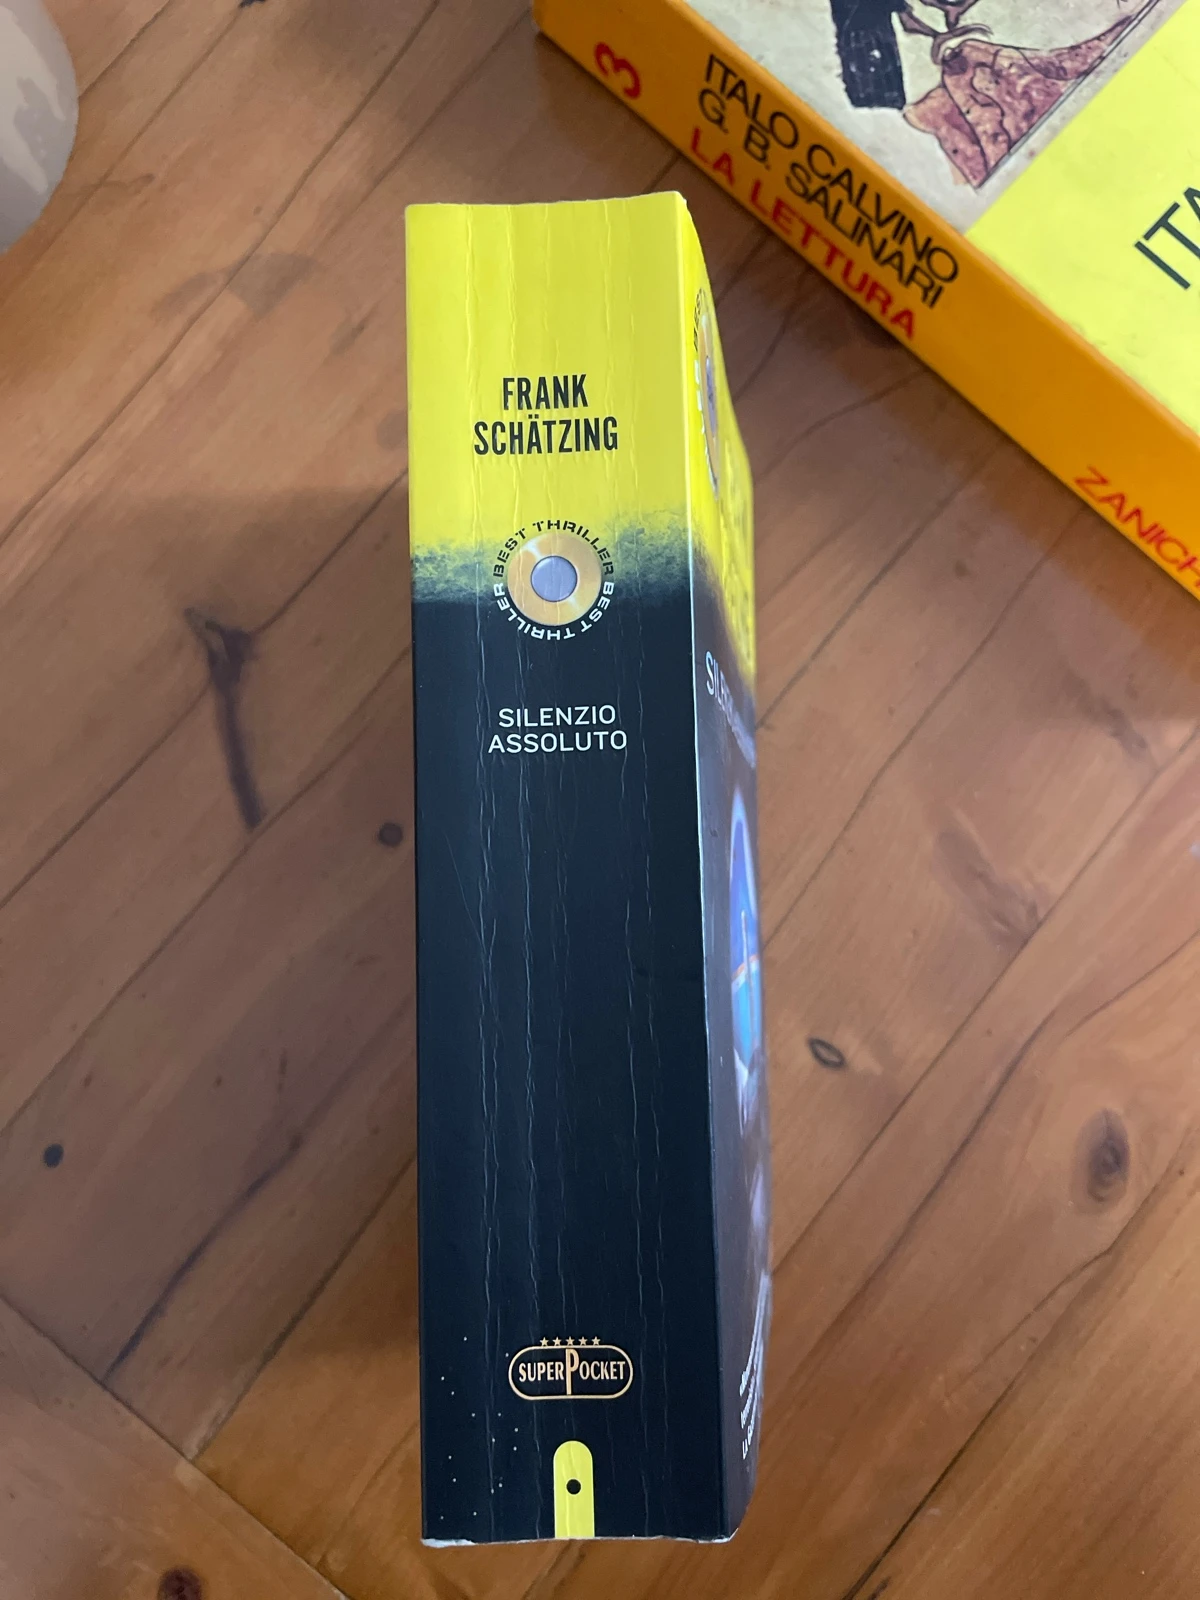 3
ITALO CALVINO
G. B. SALINARI
LA LETTURA
FRANK
SCHÄTZING
BEST THRILLER BEST THRILLER
SILENZIO
ASSOLUTO
SUPERPOCKET